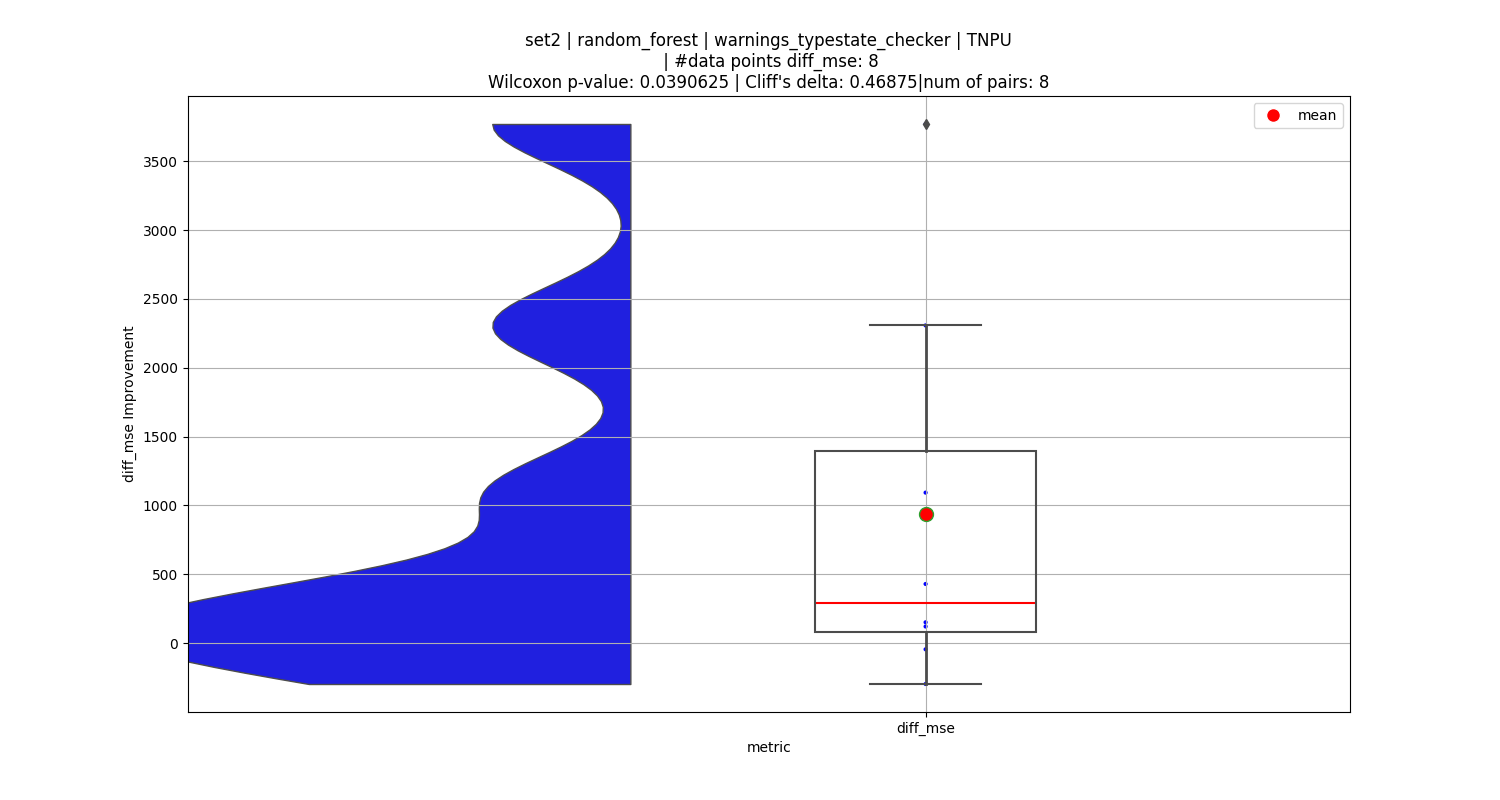 set2 | random_forest | warnings_typestate_checker | TNPU
| #data points diff_mse: 8
Wilcoxon p-value: 0.0390625 | Cliff's delta: 0.46875|num of pairs: 8
mean
3500
3000
2500
2000
1500
1000
500
0
diff_mse Improvement
diff_mse
metric